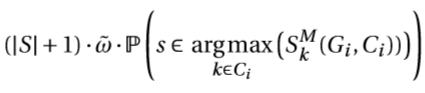 (|S|+1)·ω̃·ℙ(s ∈ argmax_{k∈C_i}(S_k^M(G_i,C_i))))